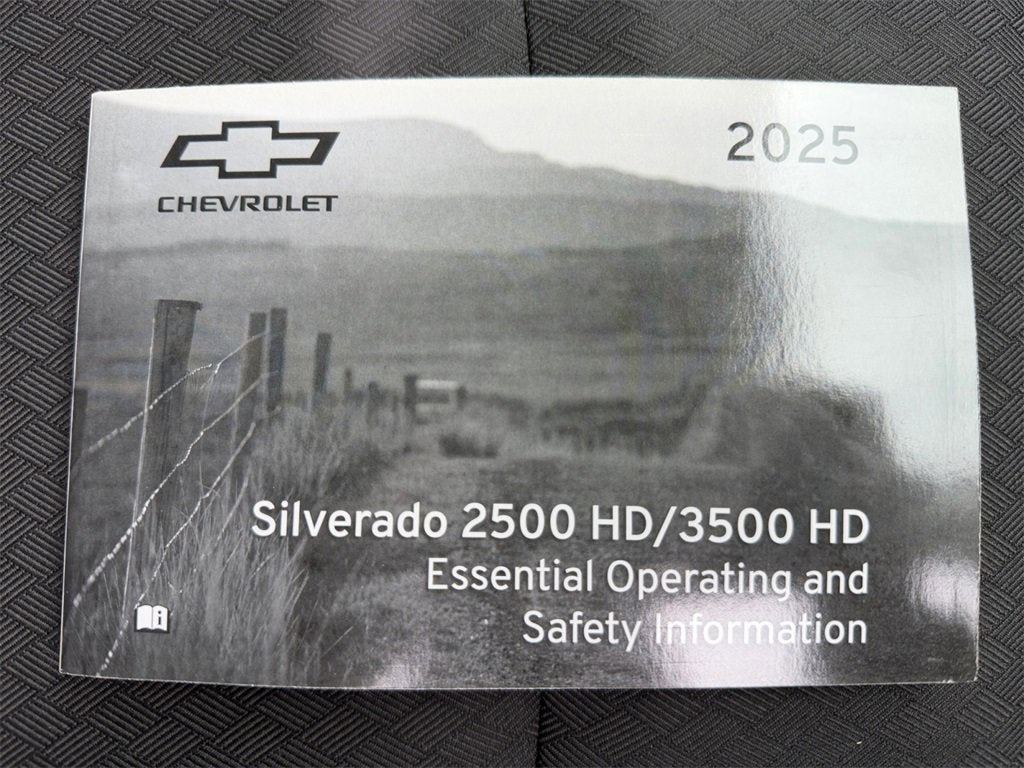 CHEVROLET
2025
Silverado 2500 HD/3500 HD
Essential Operating and
Safety Information
i